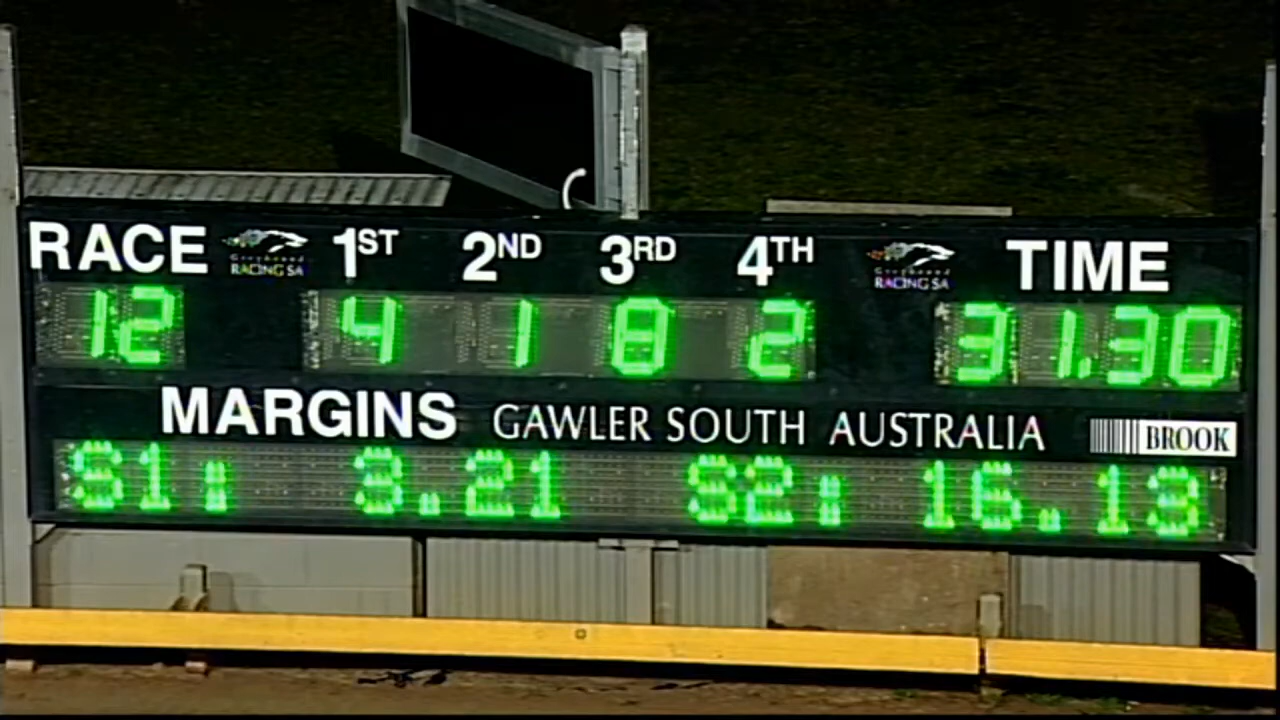 RACE Greyhound RACING SA 1ST 2ND 3RD 4TH Greyhound RACING SA TIME
12 4 1 8 2 31.30
MARGINS GAWLER SOUTH AUSTRALIA BROOK
S1: 3.21 S2: 16.13